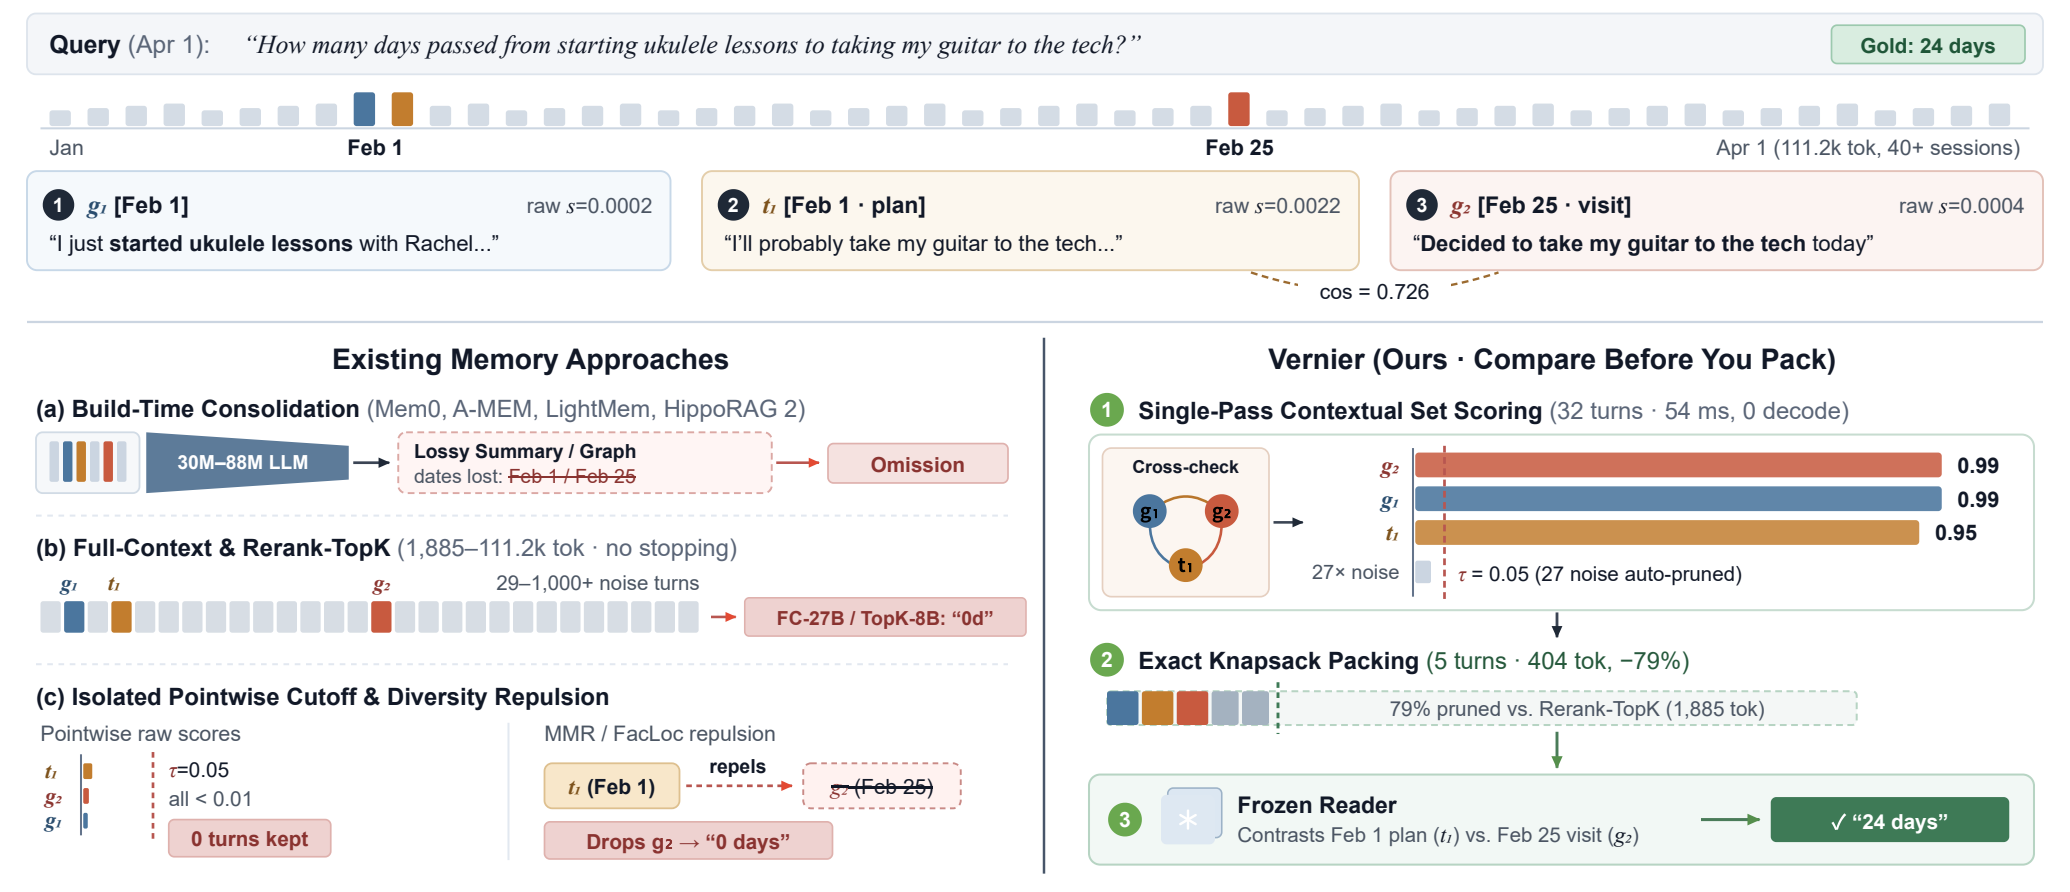 Query (Apr 1): “How many days passed from starting ukulele lessons to taking my guitar to the tech?”
Gold: 24 days
Jan
Feb 1
Feb 25
Apr 1 (111.2k tok, 40+ sessions)
1 g₁ [Feb 1] raw s=0.0002
“I just started ukulele lessons with Rachel...”
2 t₁ [Feb 1 · plan] raw s=0.0022
“I’ll probably take my guitar to the tech...”
3 g₂ [Feb 25 · visit] raw s=0.0004
“Decided to take my guitar to the tech today”
cos = 0.726
Existing Memory Approaches
(a) Build-Time Consolidation (Mem0, A-MEM, LightMem, HippoRAG 2)
30M–88M LLM
Lossy Summary / Graph
dates lost: Feb 1 / Feb 25
Omission
(b) Full-Context & Rerank-TopK (1,885–111.2k tok · no stopping)
g₁ t₁ g₂ 29–1,000+ noise turns
FC-27B / TopK-8B: “0d”
(c) Isolated Pointwise Cutoff & Diversity Repulsion
Pointwise raw scores
t₁
g₂
g₁
τ=0.05
all < 0.01
0 turns kept
MMR / FacLoc repulsion
t₁ (Feb 1)
repels
g₂ (Feb 25)
Drops g₂ → “0 days”
Vernier (Ours · Compare Before You Pack)
1 Single-Pass Contextual Set Scoring (32 turns · 54 ms, 0 decode)
Cross-check
g₁ g₂
t₁
g₂ 0.99
g₁ 0.99
t₁ 0.95
27× noise τ = 0.05 (27 noise auto-pruned)
2 Exact Knapsack Packing (5 turns · 404 tok, −79%)
79% pruned vs. Rerank-TopK (1,885 tok)
3 Frozen Reader
Contrasts Feb 1 plan (t₁) vs. Feb 25 visit (g₂)
✓ “24 days”